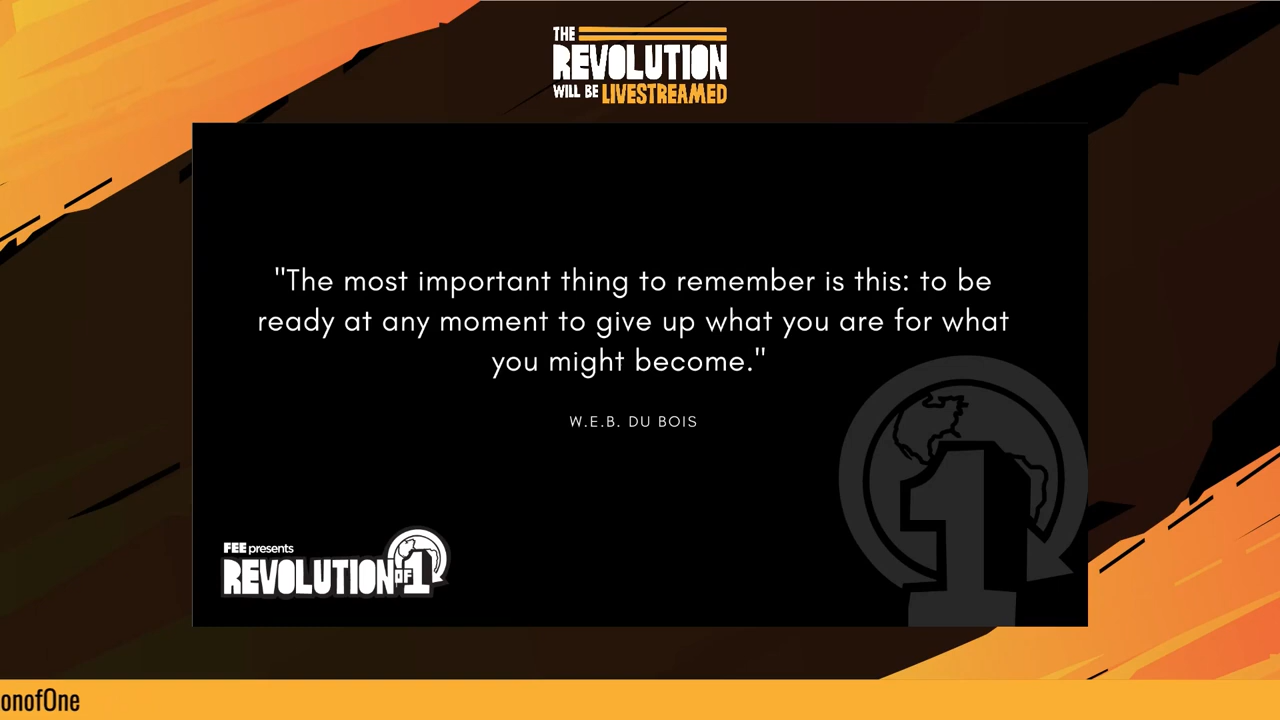 THE
REVOLUTION
WILL BE LIVESTREAMED
"The most important thing to remember is this: to be
ready at any moment to give up what you are for what
you might become."
W.E.B. DU BOIS
FEE presents
REVOLUTION OF 1
1
onofOne